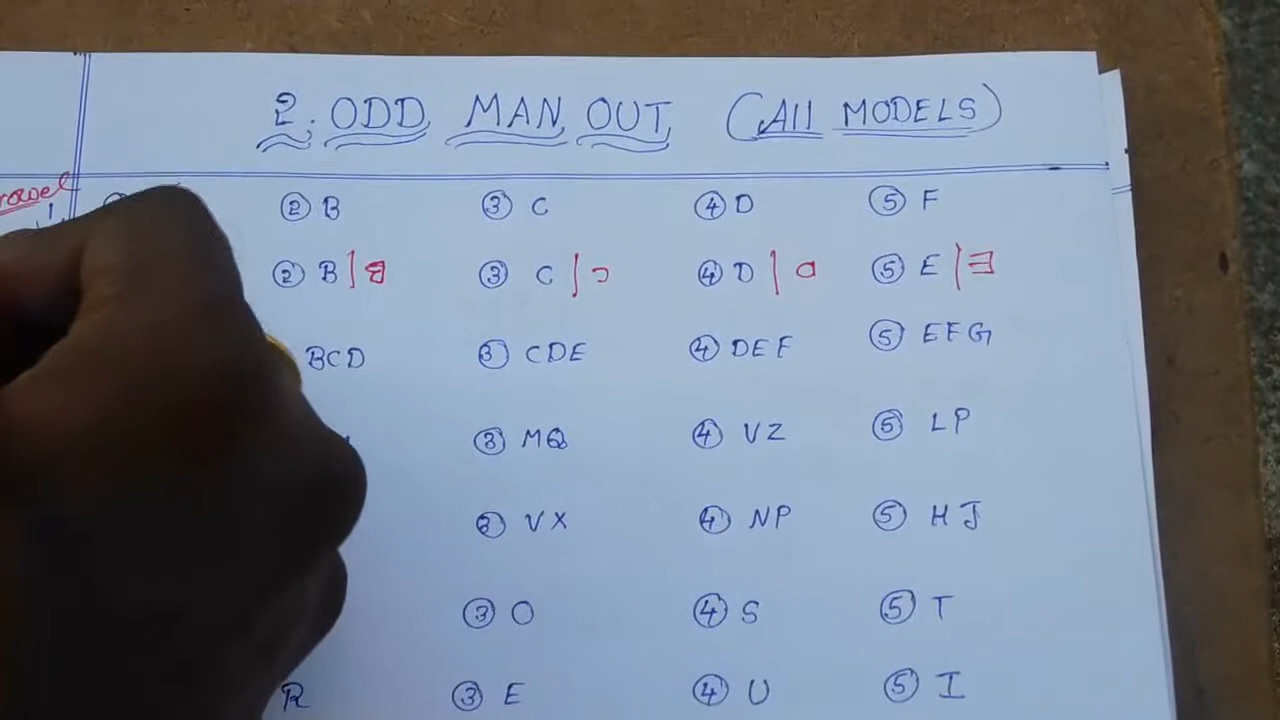 2. ODD MAN OUT (All MODELS)
② B ③ C ④ D ⑤ F
② B | B ③ C | C ④ D | D ⑤ E | E
BCD ③ CDE ④ DEF ⑤ EFG
③ MQ ④ VZ ⑤ LP
③ VX ④ NP ⑤ HJ
③ O ④ S ⑤ T
R ③ E ④ U ⑤ I